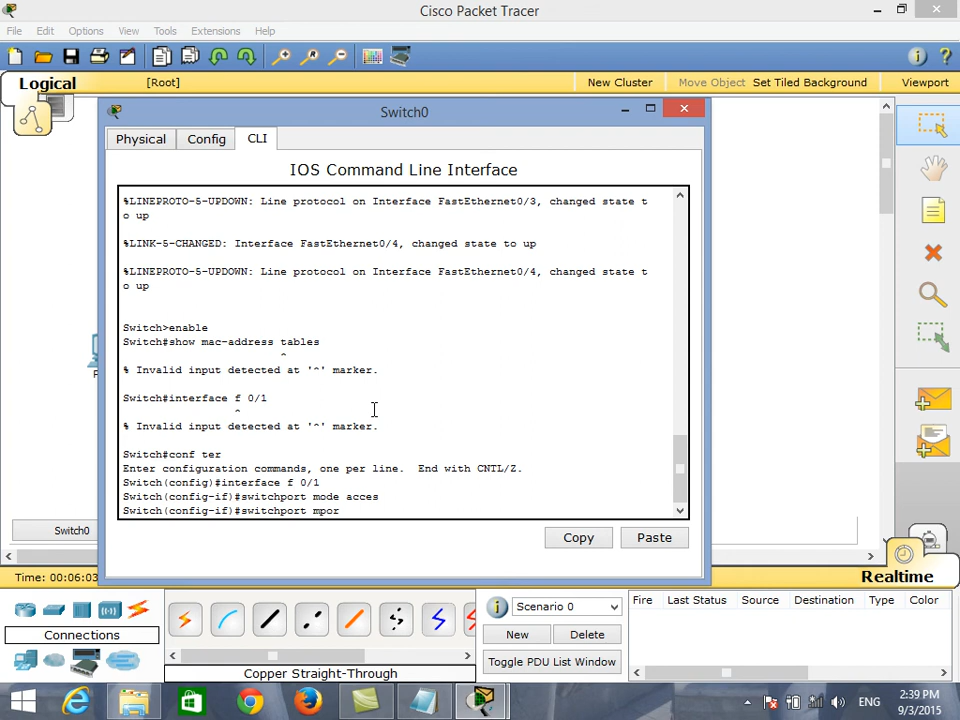 Cisco Packet Tracer
File Edit Options View Tools Extensions Help
Logical [Root] New Cluster Move Object Set Tiled Background Viewport
Switch0
Physical Config CLI
IOS Command Line Interface
%LINEPROTO-5-UPDOWN: Line protocol on Interface FastEthernet0/3, changed state t
o up
%LINK-5-CHANGED: Interface FastEthernet0/4, changed state to up
%LINEPROTO-5-UPDOWN: Line protocol on Interface FastEthernet0/4, changed state t
o up
Switch>enable
Switch#show mac-address tables
^
% Invalid input detected at '^' marker.
Switch#interface f 0/1
^
% Invalid input detected at '^' marker.
Switch#conf ter
Enter configuration commands, one per line. End with CNTL/Z.
Switch(config)#interface f 0/1
Switch(config-if)#switchport mode acces
Switch(config-if)#switchport mpor
Copy Paste
Switch0
Time: 00:06:03 Realtime
Connections
Copper Straight-Through
Scenario 0
New Delete
Toggle PDU List Window
Fire Last Status Source Destination Type Color
ENG
2:39 PM
9/3/2015